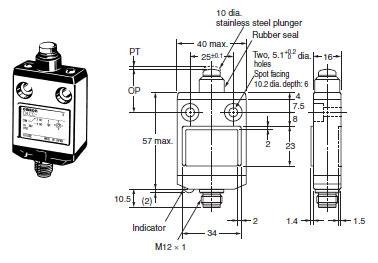 10 dia.
stainless steel plunger
Rubber seal
40 max.
25±0.1
Two, 5.1 +0.2 0 dia.
holes
Spot facing
10.2 dia. depth: 6
16
PT
OP
4
7.5
8
57 max.
2
23
10.5
(2)
2
Indicator
34
1.4
1.5
M12 × 1